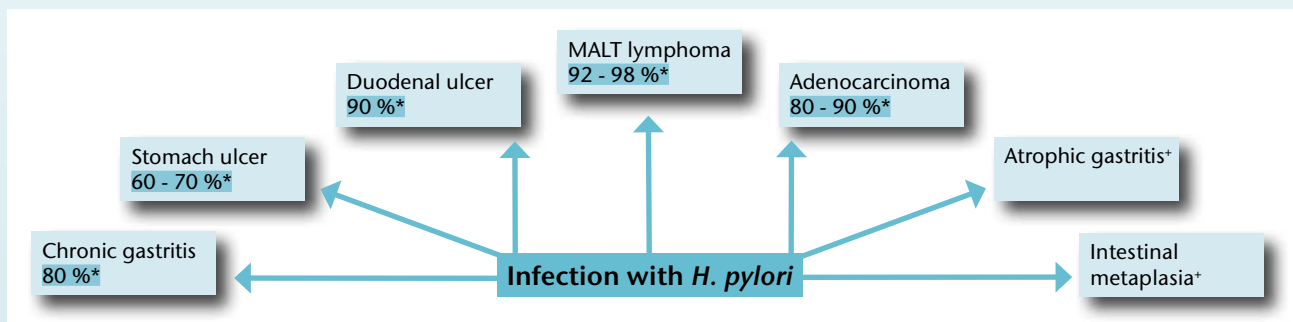 MALT lymphoma
92 - 98 %*
Duodenal ulcer
90 %*
Adenocarcinoma
80 - 90 %*
Stomach ulcer
60 - 70 %*
Atrophic gastritis⁺
Chronic gastritis
80 %*
Infection with H. pylori
Intestinal
metaplasia⁺